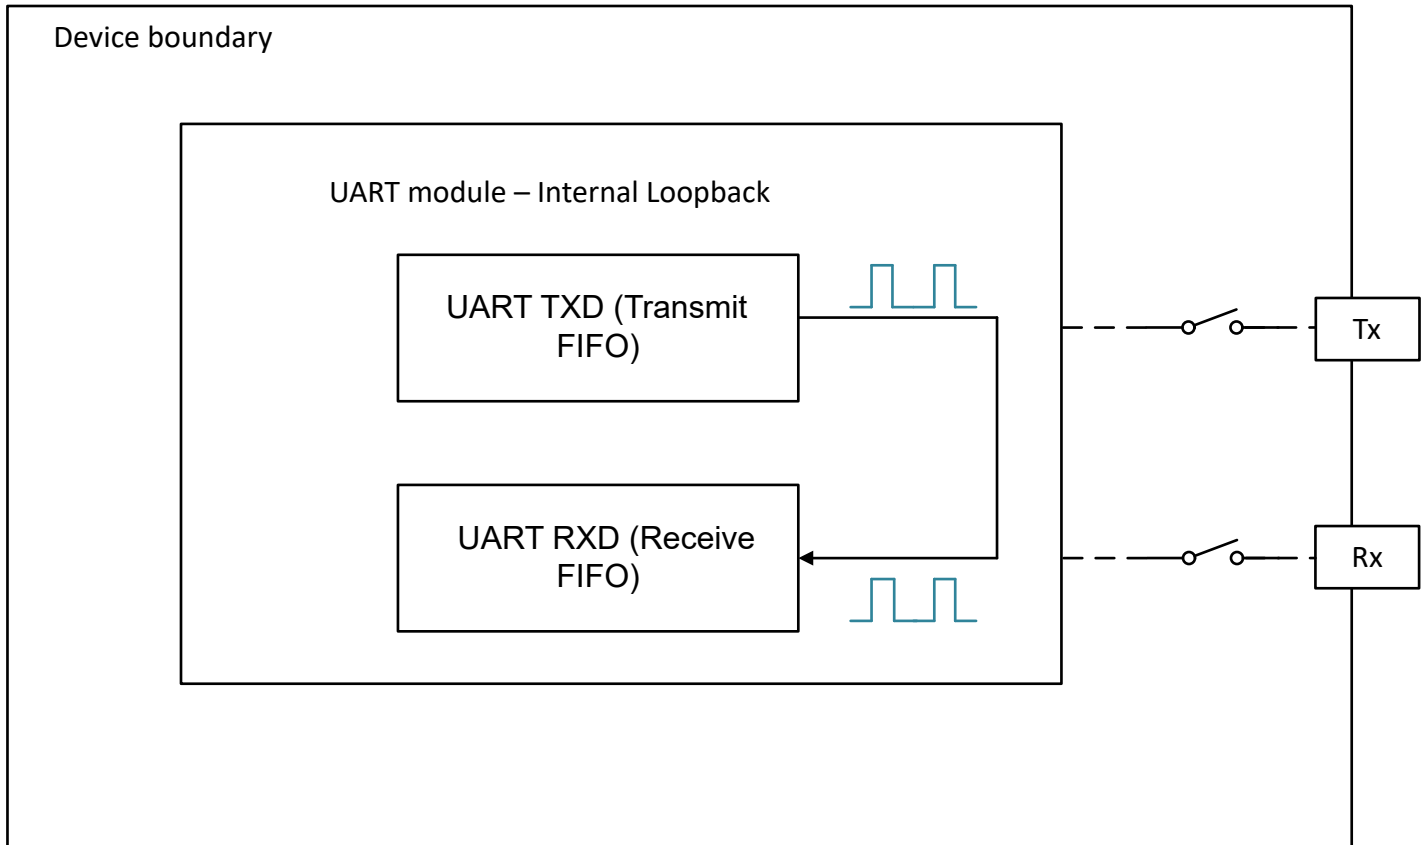 Device boundary
UART module – Internal Loopback
UART TXD (Transmit
FIFO)
Tx
UART RXD (Receive
FIFO)
Rx